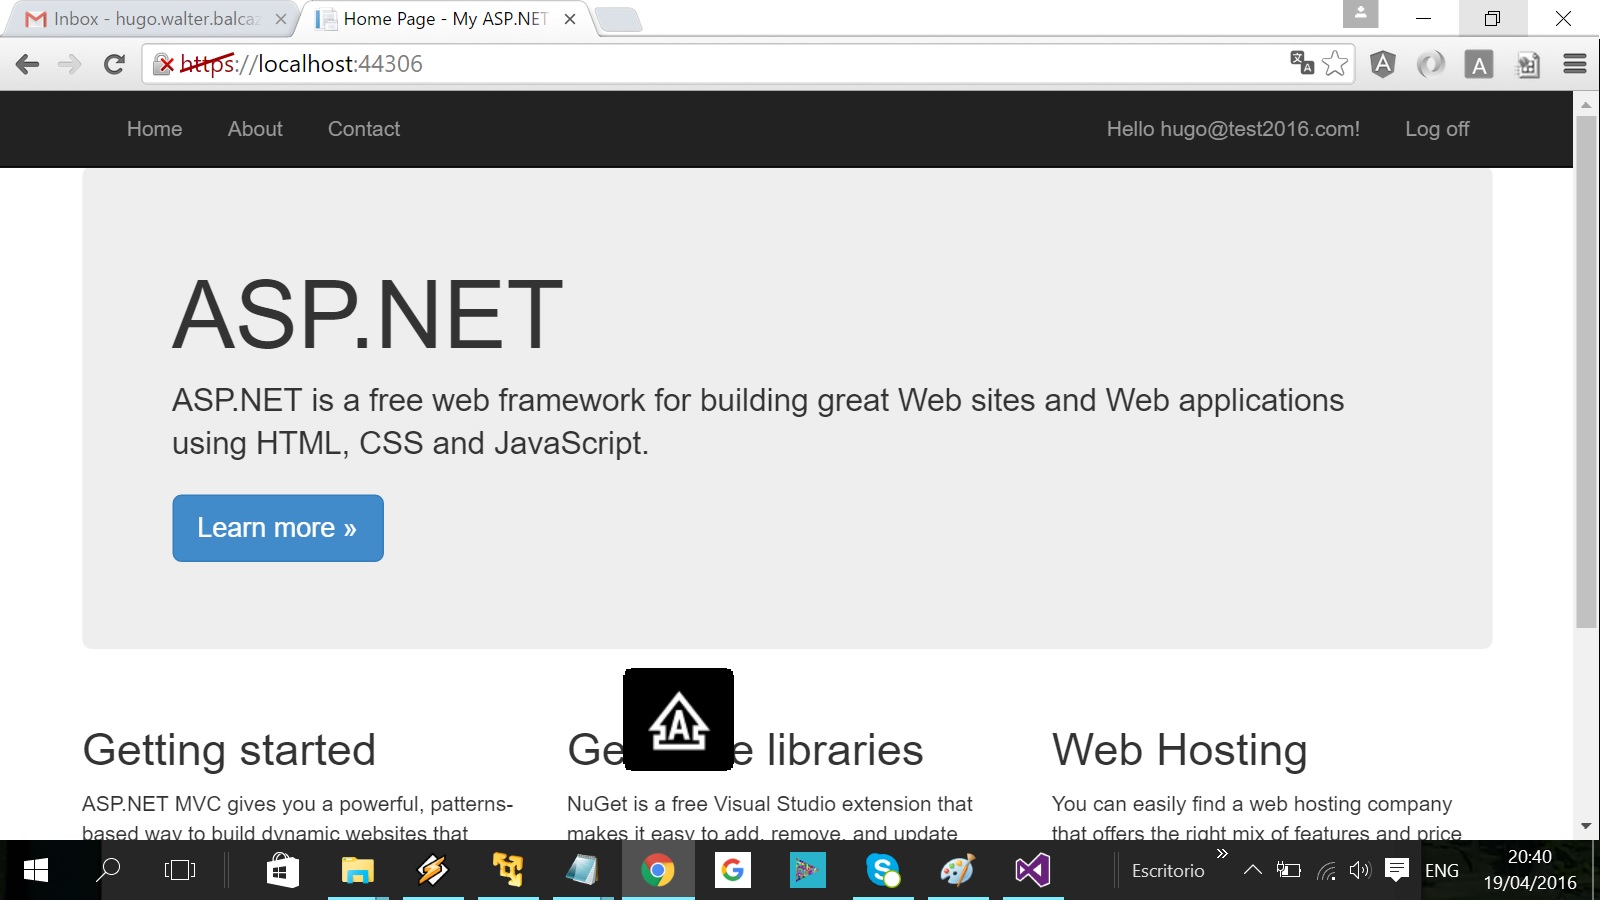 Inbox - hugo.walter.balcaz
Home Page - My ASP.NET
https://localhost:44306
Home About Contact Hello hugo@test2016.com! Log off
ASP.NET
ASP.NET is a free web framework for building great Web sites and Web applications
using HTML, CSS and JavaScript.
Learn more »
Getting started
ASP.NET MVC gives you a powerful, patterns-
based way to build dynamic websites that
libraries
NuGet is a free Visual Studio extension that
makes it easy to add, remove, and update
Web Hosting
You can easily find a web hosting company
that offers the right mix of features and price
Escritorio
ENG
20:40
19/04/2016